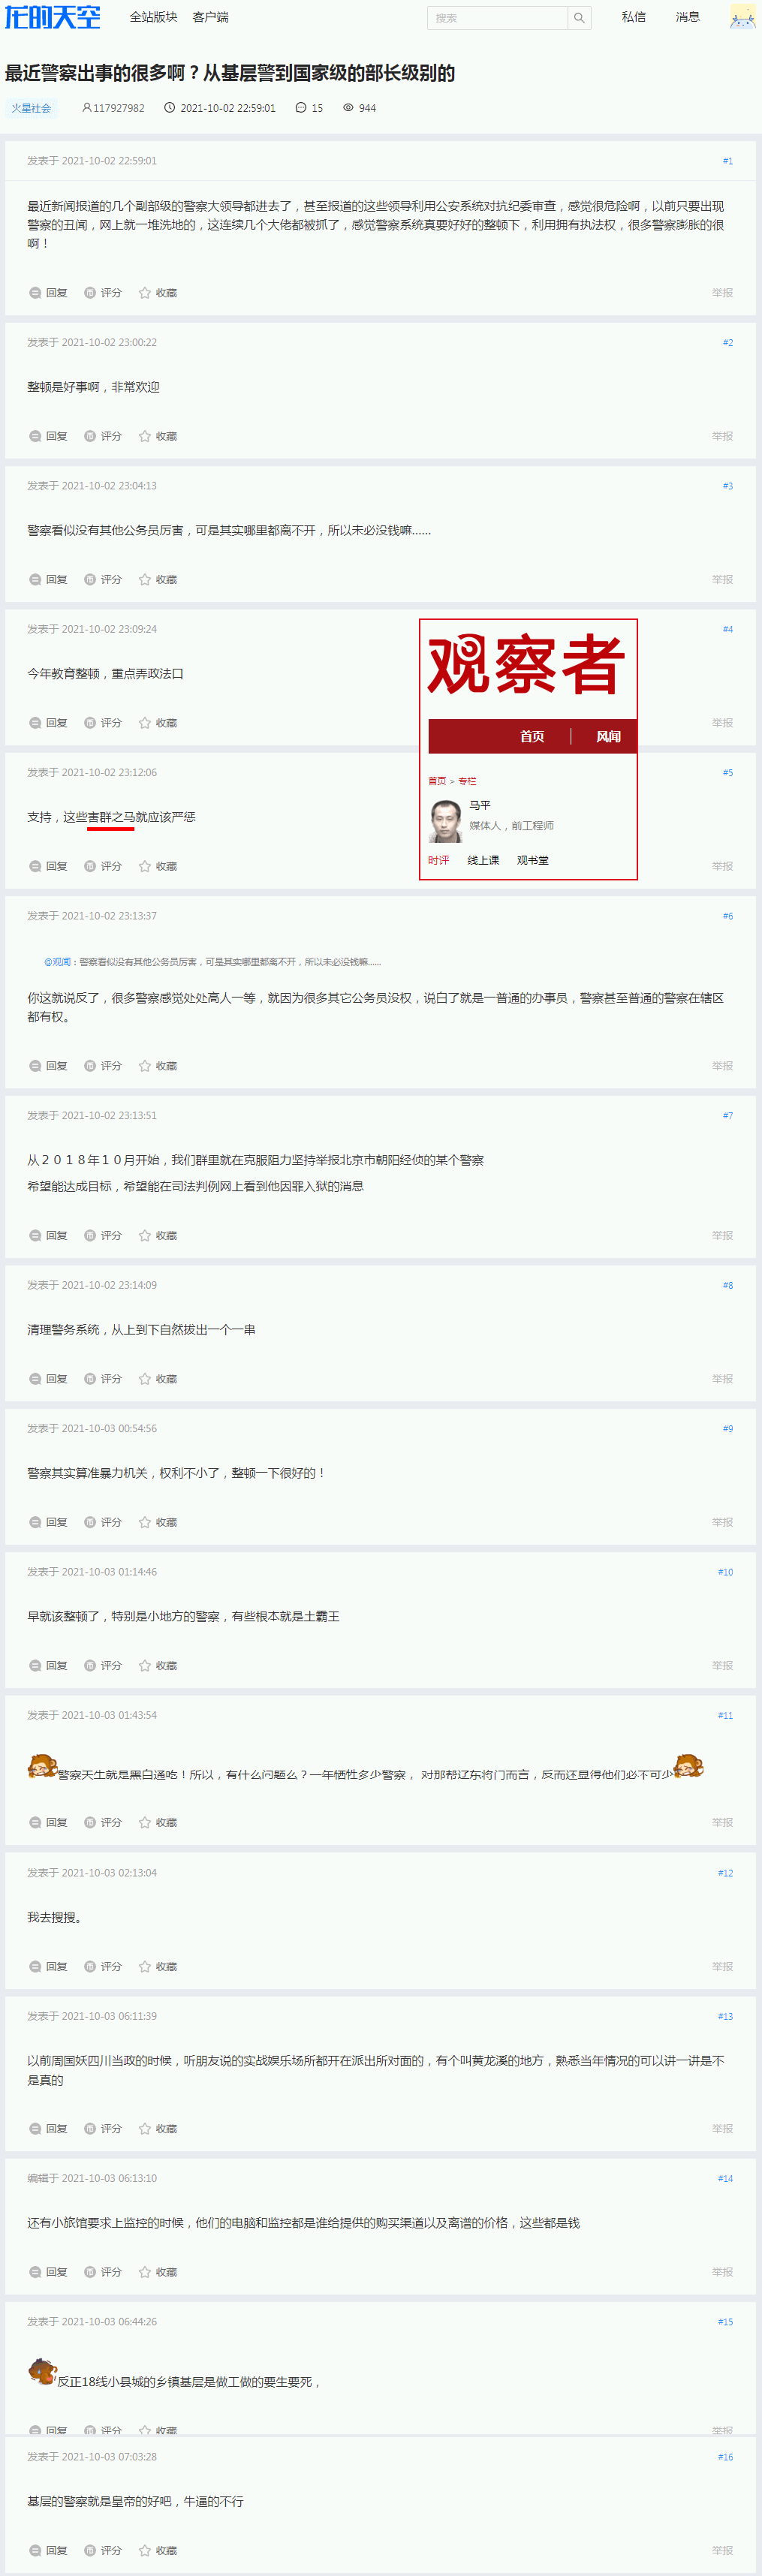 龙的天空 全站版块 客户端 搜索 私信 消息
最近警察出事的很多啊？从基层警到国家级的部长级别的
火星社会 117927982 2021-10-02 22:59:01 15 944
发表于 2021-10-02 22:59:01 #1
最近新闻报道的几个副部级的警察大领导都进去了，甚至报道的这些领导利用公安系统对抗纪委审查，感觉很危险啊，以前只要出现
警察的丑闻，网上就一堆洗地的，这连续几个大佬都被抓了，感觉警察系统真要好好的整顿下，利用拥有执法权，很多警察膨胀的很
啊！
回复 评分 收藏 举报
发表于 2021-10-02 23:00:22 #2
整顿是好事啊，非常欢迎
回复 评分 收藏 举报
发表于 2021-10-02 23:04:13 #3
警察看似没有其他公务员厉害，可是其实哪里都离不开，所以未必没钱嘛......
回复 评分 收藏 举报
发表于 2021-10-02 23:09:24 #4
今年教育整顿，重点弄政法口
回复 评分 收藏 举报
观察者
首页 风闻
首页 > 专栏
马平
媒体人，前工程师
时评 线上课 观书堂
发表于 2021-10-02 23:12:06 #5
支持，这些害群之马就应该严惩
回复 评分 收藏 举报
发表于 2021-10-02 23:13:37 #6
@观闻：警察看似没有其他公务员厉害，可是其实哪里都离不开，所以未必没钱嘛......
你这就说反了，很多警察感觉处处高人一等，就因为很多其它公务员没权，说白了就是一普通的办事员，警察甚至普通的警察在辖区
都有权。
回复 评分 收藏 举报
发表于 2021-10-02 23:13:51 #7
从２０１８年１０月开始，我们群里就在克服阻力坚持举报北京市朝阳经侦的某个警察
希望能达成目标，希望能在司法判例网上看到他因罪入狱的消息
回复 评分 收藏 举报
发表于 2021-10-02 23:14:09 #8
清理警务系统，从上到下自然拔出一个一串
回复 评分 收藏 举报
发表于 2021-10-03 00:54:56 #9
警察其实算准暴力机关，权利不小了，整顿一下很好的！
回复 评分 收藏 举报
发表于 2021-10-03 01:14:46 #10
早就该整顿了，特别是小地方的警察，有些根本就是土霸王
回复 评分 收藏 举报
发表于 2021-10-03 01:43:54 #11
警察天生就是黑白通吃！所以，有什么问题么？一年牺牲多少警察， 对那帮辽东将门而言，反而还显得他们必不可少
回复 评分 收藏 举报
发表于 2021-10-03 02:13:04 #12
我去搜搜。
回复 评分 收藏 举报
发表于 2021-10-03 06:11:39 #13
以前周国妖四川当政的时候，听朋友说的实战娱乐场所都开在派出所对面的，有个叫黄龙溪的地方，熟悉当年情况的可以讲一讲是不
是真的
回复 评分 收藏 举报
编辑于 2021-10-03 06:13:10 #14
还有小旅馆要求上监控的时候，他们的电脑和监控都是谁给提供的购买渠道以及离谱的价格，这些都是钱
回复 评分 收藏 举报
发表于 2021-10-03 06:44:26 #15
反正18线小县城的乡镇基层是做工做的要生要死，
回复 评分 收藏 举报
发表于 2021-10-03 07:03:28 #16
基层的警察就是皇帝的好吧，牛逼的不行
回复 评分 收藏 举报